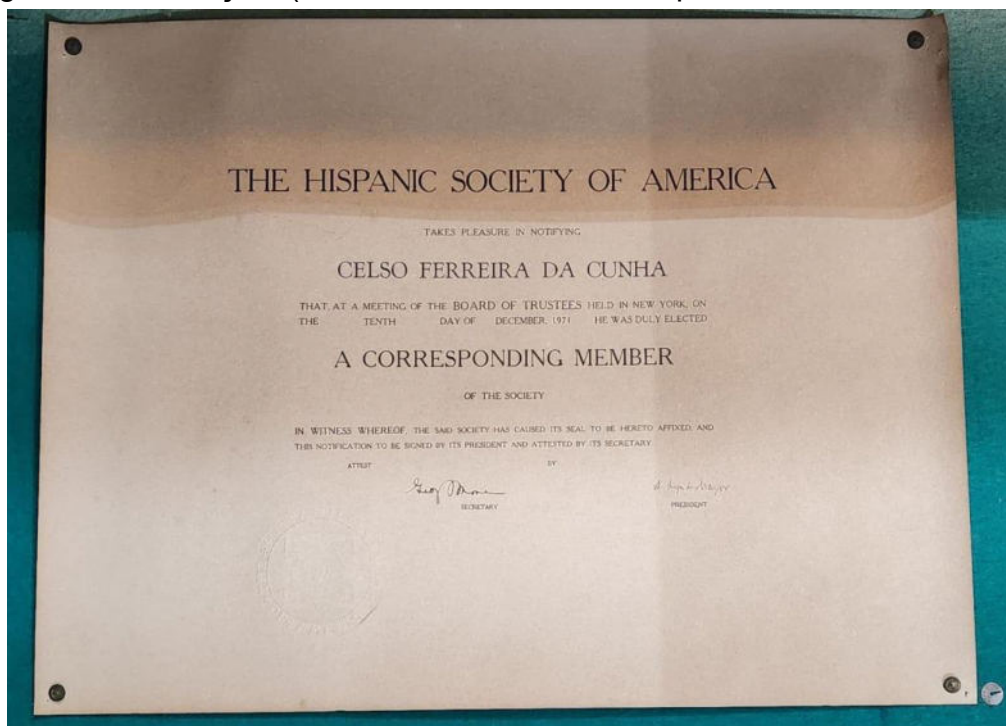 THE HISPANIC SOCIETY OF AMERICA
TAKES PLEASURE IN NOTIFYING
CELSO FERREIRA DA CUNHA
THAT, AT A MEETING OF THE BOARD OF TRUSTEES HELD IN NEW YORK, ON
THE TENTH DAY OF DECEMBER, 1971 HE WAS DULY ELECTED
A CORRESPONDING MEMBER
OF THE SOCIETY
IN WITNESS WHEREOF, THE SAID SOCIETY HAS CAUSED ITS SEAL TO BE HERETO AFFIXED, AND
THIS NOTIFICATION TO BE SIGNED BY ITS PRESIDENT AND ATTESTED BY ITS SECRETARY
ATTEST BY
SECRETARY PRESIDENT